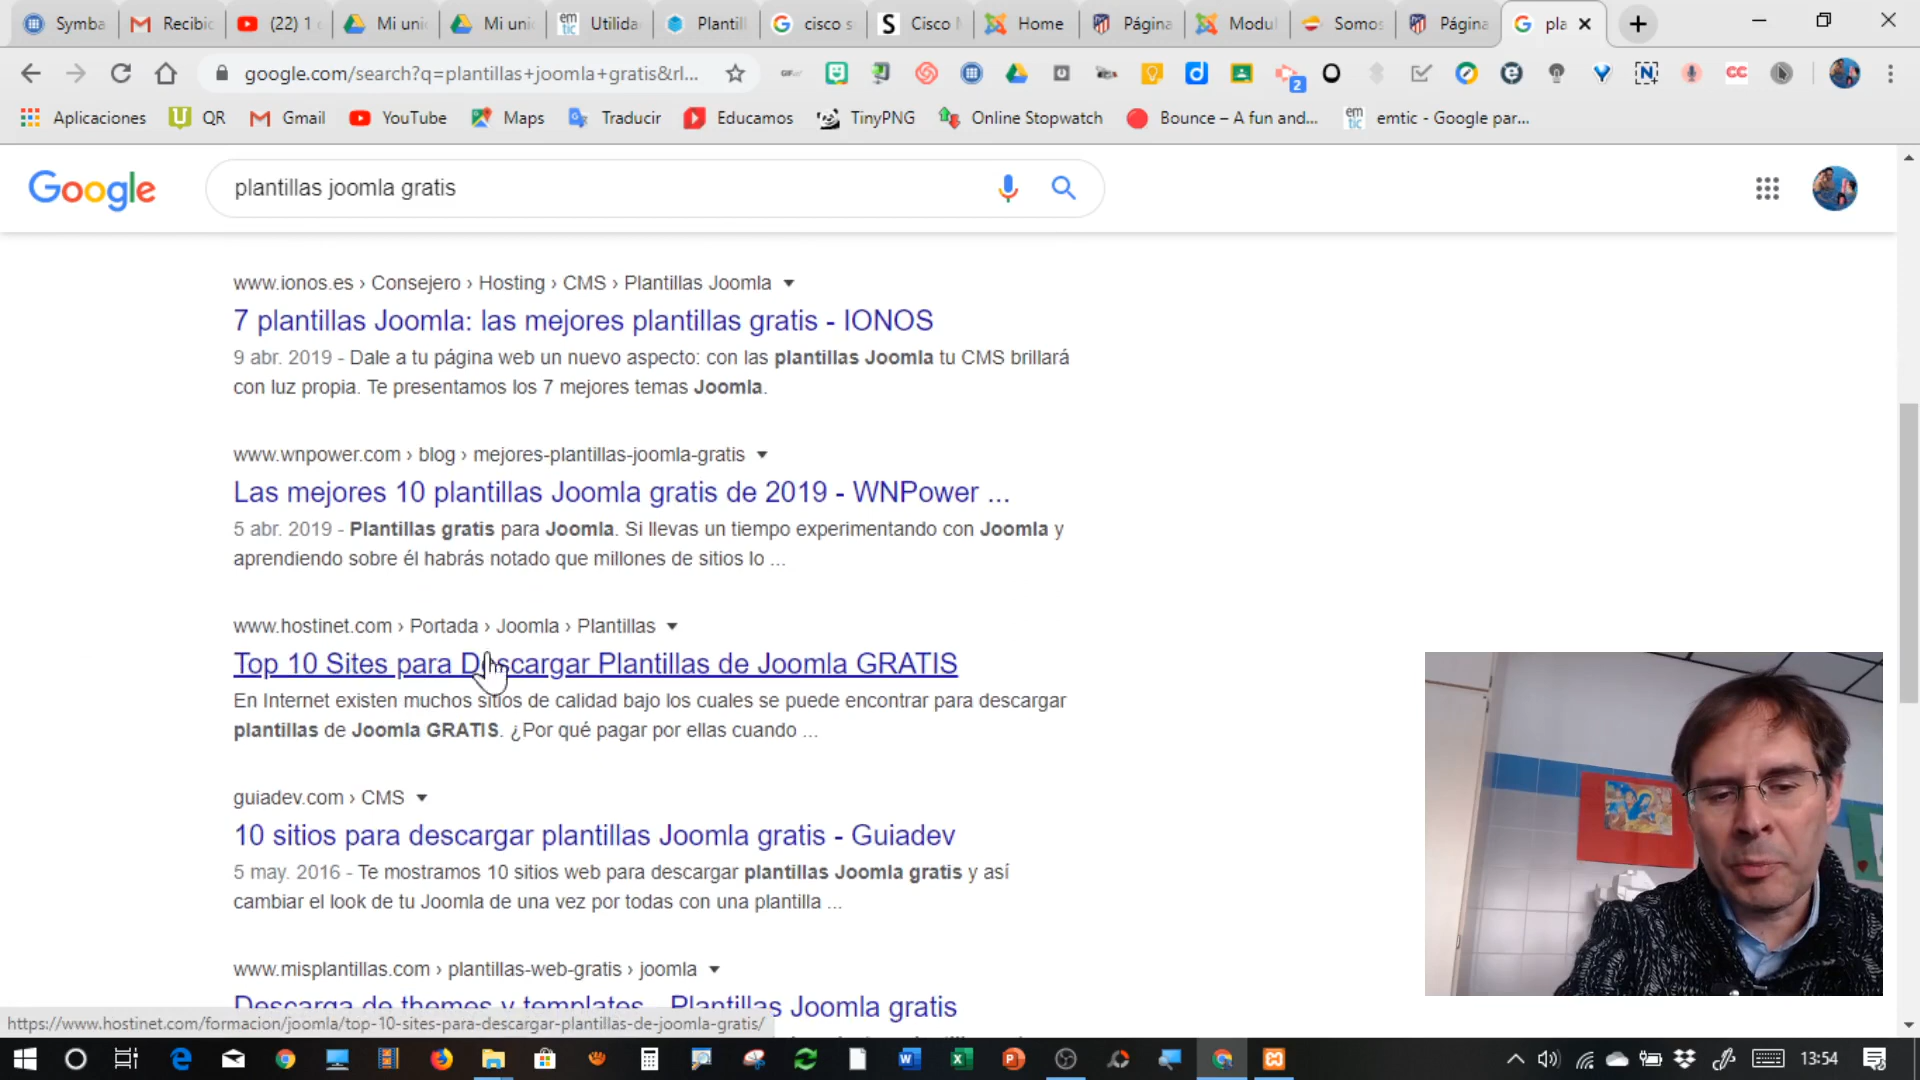 Symba
Recibic
(22) 1
Mi uni
Mi uni
Utilida
Plantill
cisco s
Cisco
Home
Página
Modul
Somos
Página
pla
google.com/search?q=plantillas+joomla+gratis&rl...
Aplicaciones
QR
Gmail
YouTube
Maps
Traducir
Educamos
TinyPNG
Online Stopwatch
Bounce – A fun and...
emtic - Google par...
Google
plantillas joomla gratis
www.ionos.es › Consejero › Hosting › CMS › Plantillas Joomla
7 plantillas Joomla: las mejores plantillas gratis - IONOS
9 abr. 2019 - Dale a tu página web un nuevo aspecto: con las plantillas Joomla tu CMS brillará
con luz propia. Te presentamos los 7 mejores temas Joomla.
www.wnpower.com › blog › mejores-plantillas-joomla-gratis
Las mejores 10 plantillas Joomla gratis de 2019 - WNPower ...
5 abr. 2019 - Plantillas gratis para Joomla. Si llevas un tiempo experimentando con Joomla y
aprendiendo sobre él habrás notado que millones de sitios lo ...
www.hostinet.com › Portada › Joomla › Plantillas
Top 10 Sites para Descargar Plantillas de Joomla GRATIS
En Internet existen muchos sitios de calidad bajo los cuales se puede encontrar para descargar
plantillas de Joomla GRATIS. ¿Por qué pagar por ellas cuando ...
guiadev.com › CMS
10 sitios para descargar plantillas Joomla gratis - Guiadev
5 may. 2016 - Te mostramos 10 sitios web para descargar plantillas Joomla gratis y así
cambiar el look de tu Joomla de una vez por todas con una plantilla ...
www.misplantillas.com › plantillas-web-gratis › joomla
Descarga de themes y templates - Plantillas Joomla gratis
https://www.hostinet.com/formacion/joomla/top-10-sites-para-descargar-plantillas-de-joomla-gratis/
13:54